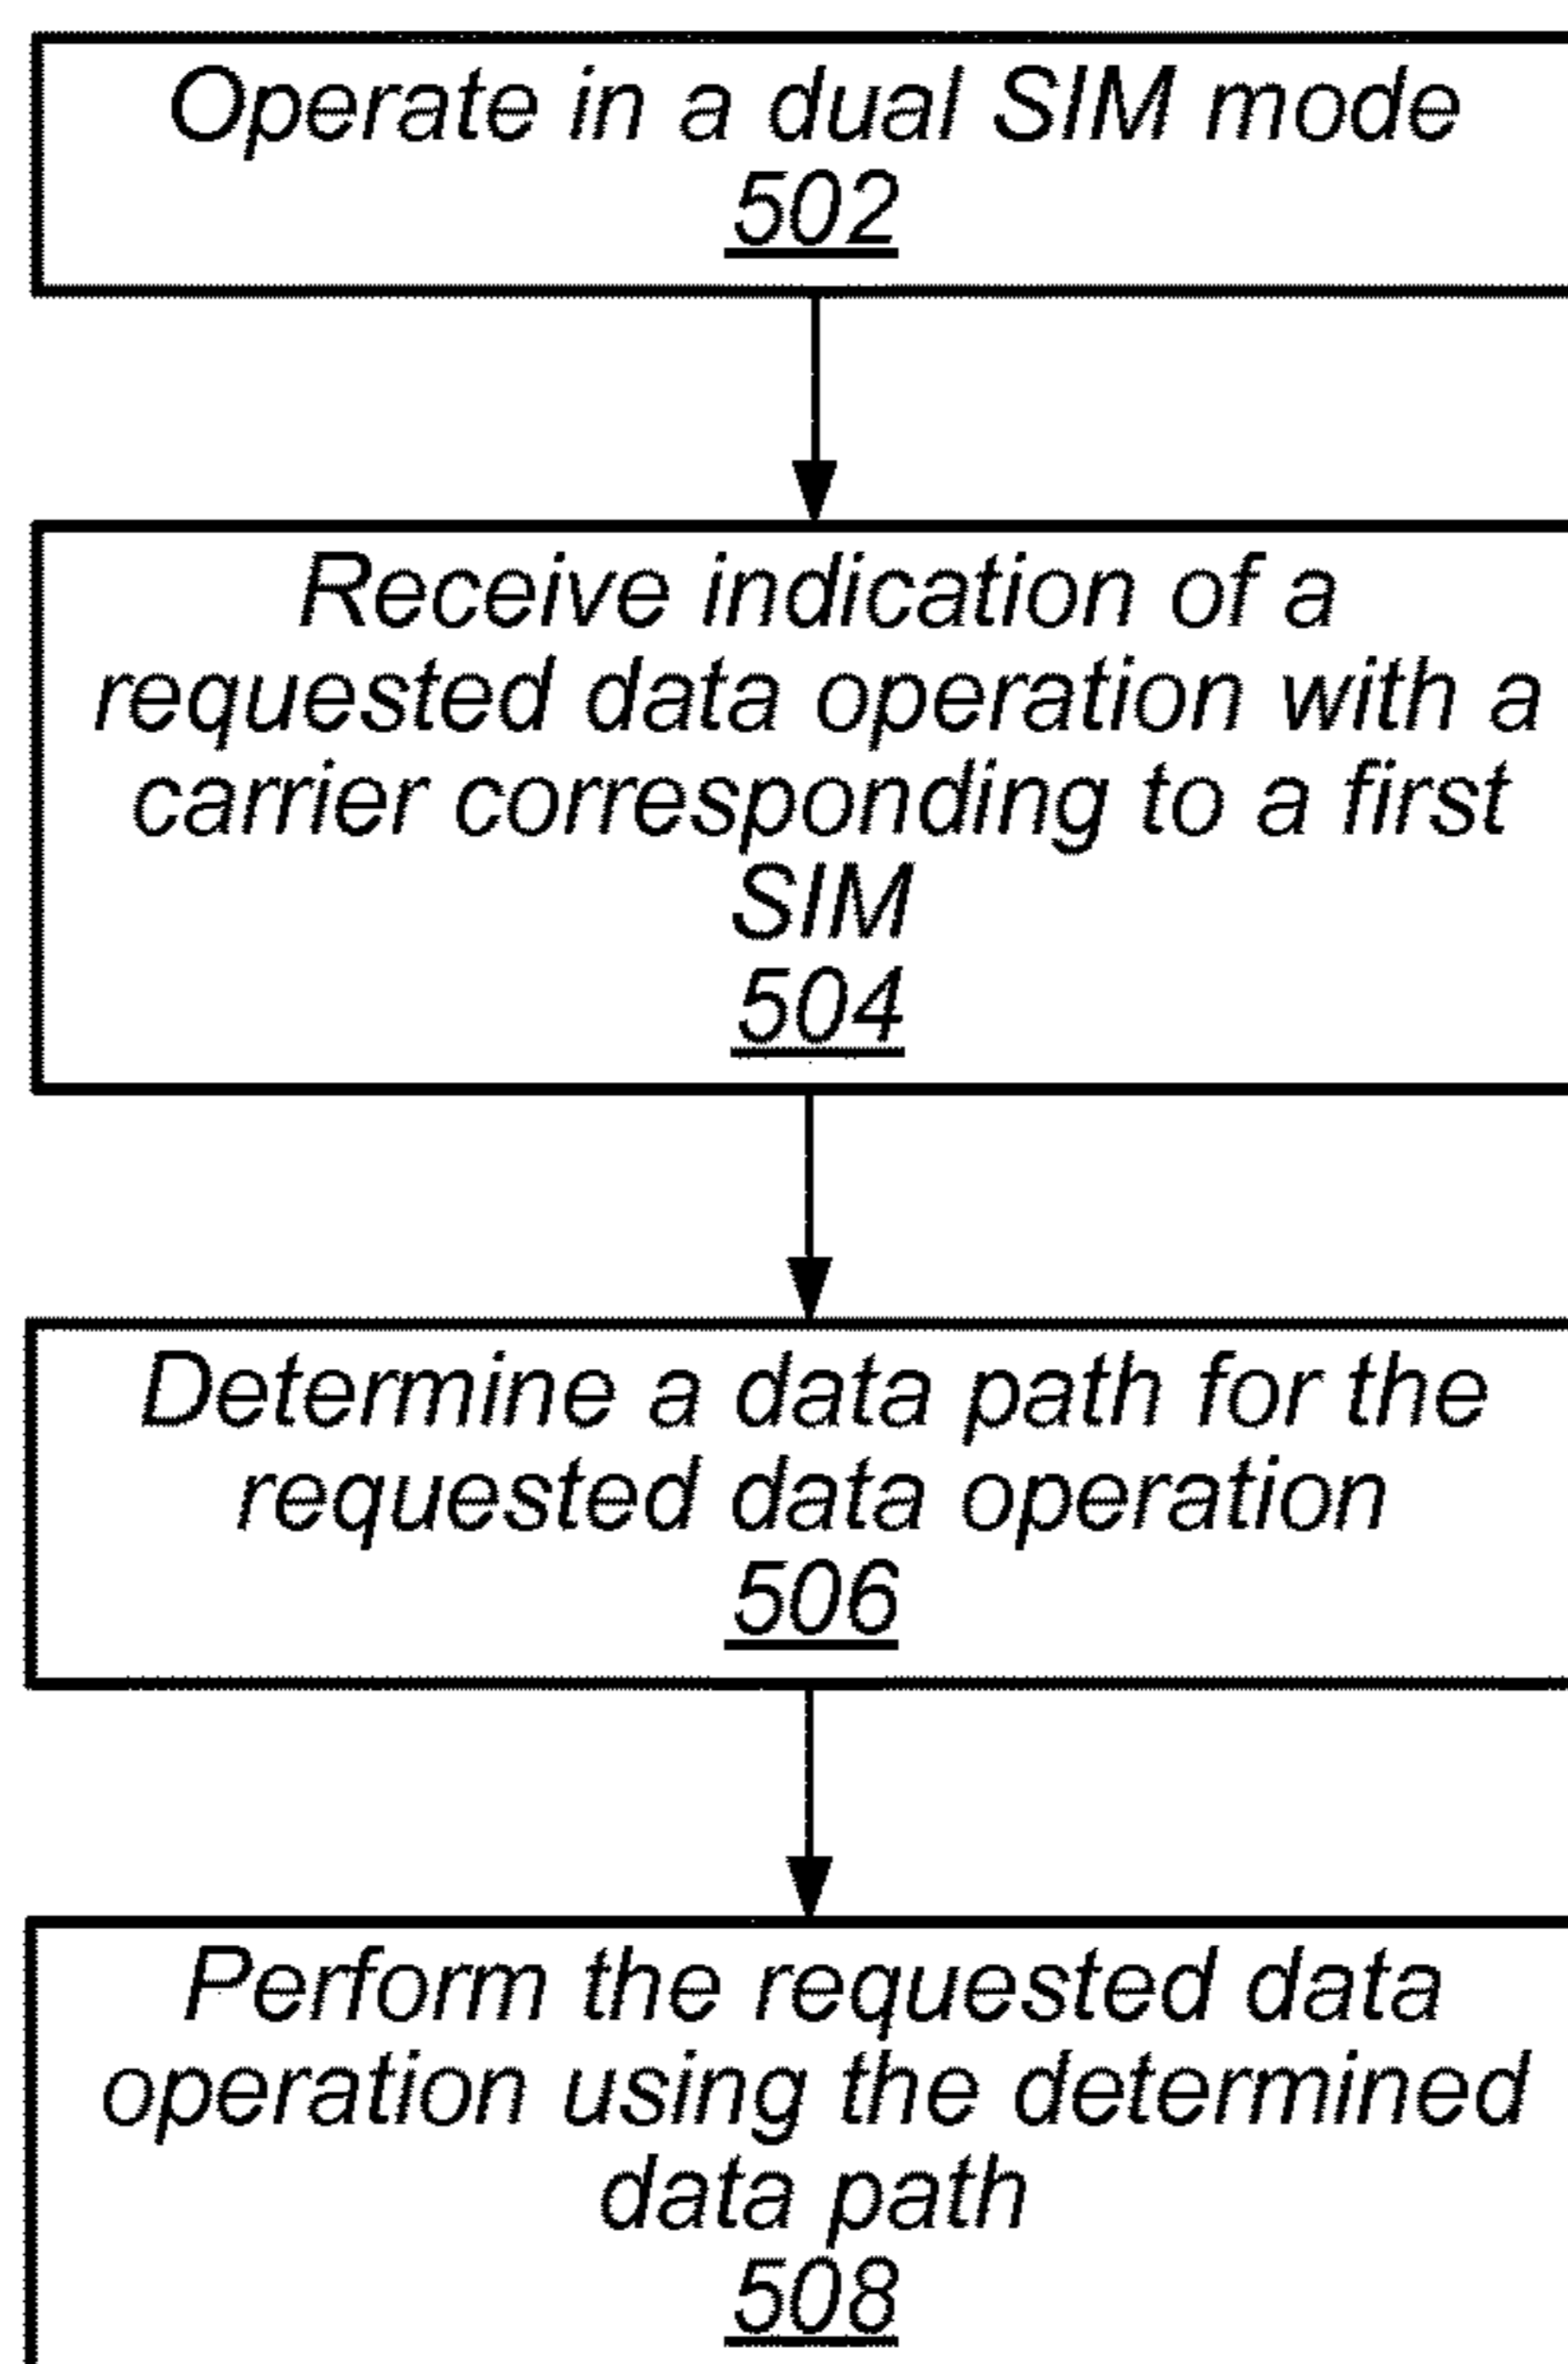 Operate in a dual SIM mode
502
Receive indication of a
requested data operation with a
carrier corresponding to a first
SIM
504
Determine a data path for the
requested data operation
506
Perform the requested data
operation using the determined
data path
508